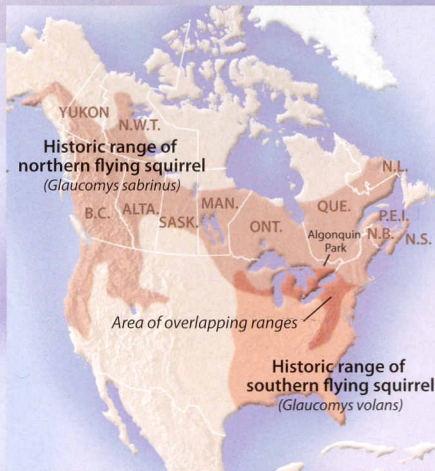 YUKON
N.W.T.
Historic range of
northern flying squirrel
(Glaucomys sabrinus)
B.C.
ALTA.
SASK.
MAN.
ONT.
QUE.
N.L.
P.E.I.
N.B.
N.S.
Algonquin
Park
Area of overlapping ranges
Historic range of
southern flying squirrel
(Glaucomys volans)